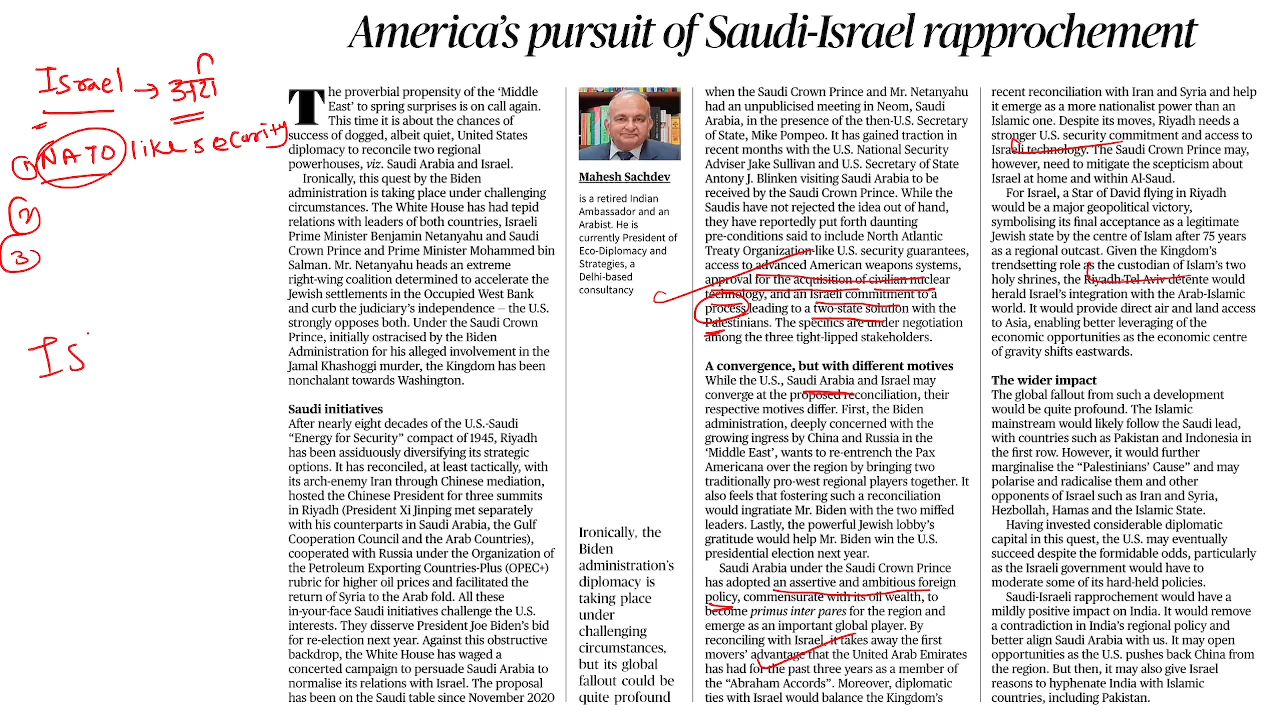 America's pursuit of Saudi-Israel rapprochement
Israel →
① NATO like security
②
③
Is
The proverbial propensity of the ‘Middle
East’ to spring surprises is on call again.
This time it is about the chances of
success of dogged, albeit quiet, United States
diplomacy to reconcile two regional
powerhouses, viz. Saudi Arabia and Israel.
Ironically, this quest by the Biden
administration is taking place under challenging
circumstances. The White House has had tepid
relations with leaders of both countries, Israeli
Prime Minister Benjamin Netanyahu and Saudi
Crown Prince and Prime Minister Mohammed bin
Salman. Mr. Netanyahu heads an extreme
right-wing coalition determined to accelerate the
Jewish settlements in the Occupied West Bank
and curb the judiciary’s independence — the U.S.
strongly opposes both. Under the Saudi Crown
Prince, initially ostracised by the Biden
Administration for his alleged involvement in the
Jamal Khashoggi murder, the Kingdom has been
nonchalant towards Washington.
Saudi initiatives
After nearly eight decades of the U.S.-Saudi
“Energy for Security” compact of 1945, Riyadh
has been assiduously diversifying its strategic
options. It has reconciled, at least tactically, with
its arch-enemy Iran through Chinese mediation,
hosted the Chinese President for three summits
in Riyadh (President Xi Jinping met separately
with his counterparts in Saudi Arabia, the Gulf
Cooperation Council and the Arab Countries),
cooperated with Russia under the Organization of
the Petroleum Exporting Countries-Plus (OPEC+)
rubric for higher oil prices and facilitated the
return of Syria to the Arab fold. All these
in-your-face Saudi initiatives challenge the U.S.
interests. They disserve President Joe Biden’s bid
for re-election next year. Against this obstructive
backdrop, the White House has waged a
concerted campaign to persuade Saudi Arabia to
normalise its relations with Israel. The proposal
has been on the Saudi table since November 2020
Mahesh Sachdev
is a retired Indian
Ambassador and an
Arabist. He is
currently President of
Eco-Diplomacy and
Strategies, a
Delhi-based
consultancy
Ironically, the
Biden
administration’s
diplomacy is
taking place
under
challenging
circumstances,
but its global
fallout could be
quite profound
when the Saudi Crown Prince and Mr. Netanyahu
had an unpublicised meeting in Neom, Saudi
Arabia, in the presence of the then-U.S. Secretary
of State, Mike Pompeo. It has gained traction in
recent months with the U.S. National Security
Adviser Jake Sullivan and U.S. Secretary of State
Antony J. Blinken visiting Saudi Arabia to be
received by the Saudi Crown Prince. While the
Saudis have not rejected the idea out of hand,
they have reportedly put forth daunting
pre-conditions said to include North Atlantic
Treaty Organization-like U.S. security guarantees,
access to advanced American weapons systems,
approval for the acquisition of civilian nuclear
technology, and an Israeli commitment to a
process leading to a two-state solution with the
Palestinians. The specifics are under negotiation
among the three tight-lipped stakeholders.
A convergence, but with different motives
While the U.S., Saudi Arabia and Israel may
converge at the proposed reconciliation, their
respective motives differ. First, the Biden
administration, deeply concerned with the
growing ingress by China and Russia in the
‘Middle East’, wants to re-entrench the Pax
Americana over the region by bringing two
traditionally pro-west regional players together. It
also feels that fostering such a reconciliation
would ingratiate Mr. Biden with the two miffed
leaders. Lastly, the powerful Jewish lobby’s
gratitude would help Mr. Biden win the U.S.
presidential election next year.
Saudi Arabia under the Saudi Crown Prince
has adopted an assertive and ambitious foreign
policy, commensurate with its oil wealth, to
become primus inter pares for the region and
emerge as an important global player. By
reconciling with Israel, it takes away the first
movers’ advantage that the United Arab Emirates
has had for the past three years as a member of
the “Abraham Accords”. Moreover, diplomatic
ties with Israel would balance the Kingdom’s
recent reconciliation with Iran and Syria and help
it emerge as a more nationalist power than an
Islamic one. Despite its moves, Riyadh needs a
stronger U.S. security commitment and access to
Israeli technology. The Saudi Crown Prince may,
however, need to mitigate the scepticism about
Israel at home and within Al-Saud.
For Israel, a Star of David flying in Riyadh
would be a major geopolitical victory,
symbolising its final acceptance as a legitimate
Jewish state by the centre of Islam after 75 years
as a regional outcast. Given the Kingdom’s
trendsetting role as the custodian of Islam’s two
holy shrines, the Riyadh-Tel Aviv détente would
herald Israel’s integration with the Arab-Islamic
world. It would provide direct air and land access
to Asia, enabling better leveraging of the
economic opportunities as the economic centre
of gravity shifts eastwards.
The wider impact
The global fallout from such a development
would be quite profound. The Islamic
mainstream would likely follow the Saudi lead,
with countries such as Pakistan and Indonesia in
the first row. However, it would further
marginalise the “Palestinians’ Cause” and may
polarise and radicalise them and other
opponents of Israel such as Iran and Syria,
Hezbollah, Hamas and the Islamic State.
Having invested considerable diplomatic
capital in this quest, the U.S. may eventually
succeed despite the formidable odds, particularly
as the Israeli government would have to
moderate some of its hard-held policies.
Saudi-Israeli rapprochement would have a
mildly positive impact on India. It would remove
a contradiction in India’s regional policy and
better align Saudi Arabia with us. It may open
opportunities as the U.S. pushes back China from
the region. But then, it may also give Israel
reasons to hyphenate India with Islamic
countries, including Pakistan.